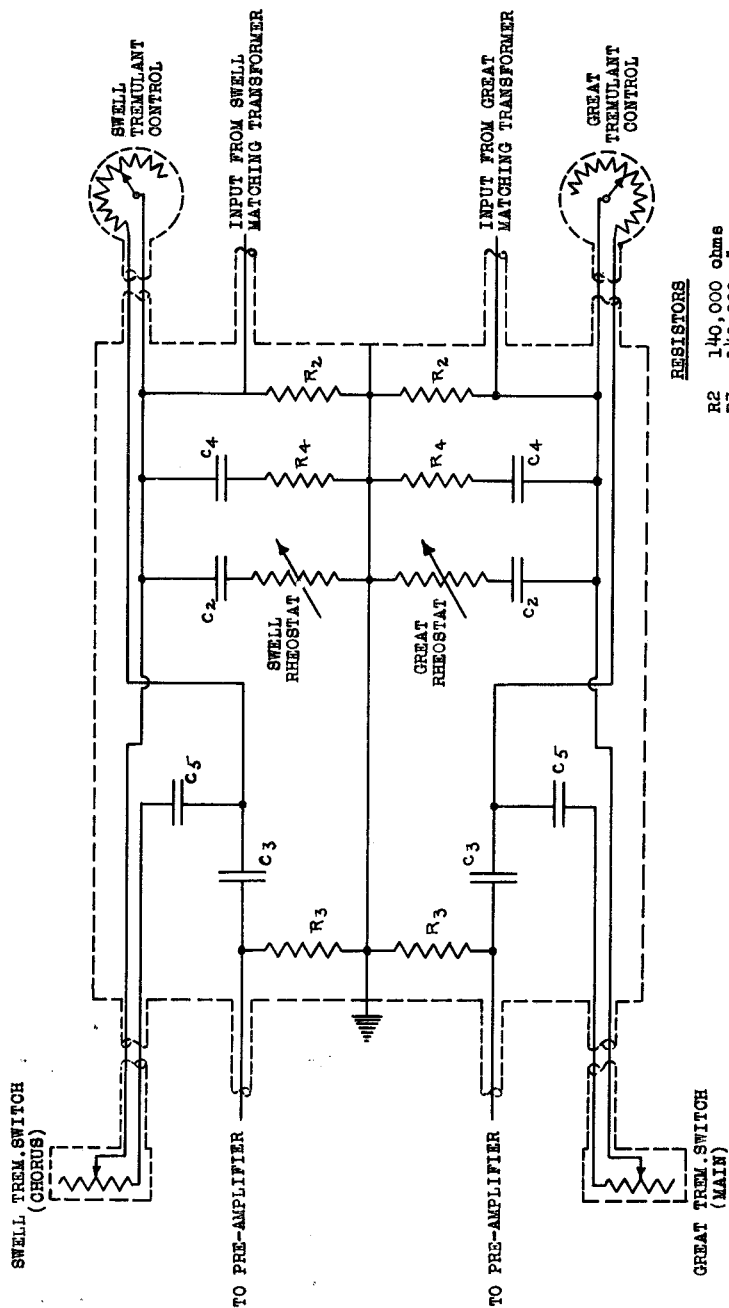 SWELL TREM.SWITCH
(CHORUS)
SWELL
TREMULANT
CONTROL
INPUT FROM SWELL
MATCHING TRANSFORMER
C5
C3
C2
C4
SWELL
RHEOSTAT
R4
R2
R3
TO PRE-AMPLIFIER
TO PRE-AMPLIFIER
R3
GREAT
RHEOSTAT
R4
R2
C3
C5
C2
C4
INPUT FROM GREAT
MATCHING TRANSFORMER
GREAT
TREMULANT
CONTROL
GREAT TREM.SWITCH
(MAIN)
RESISTORS
R2 140,000 ohms